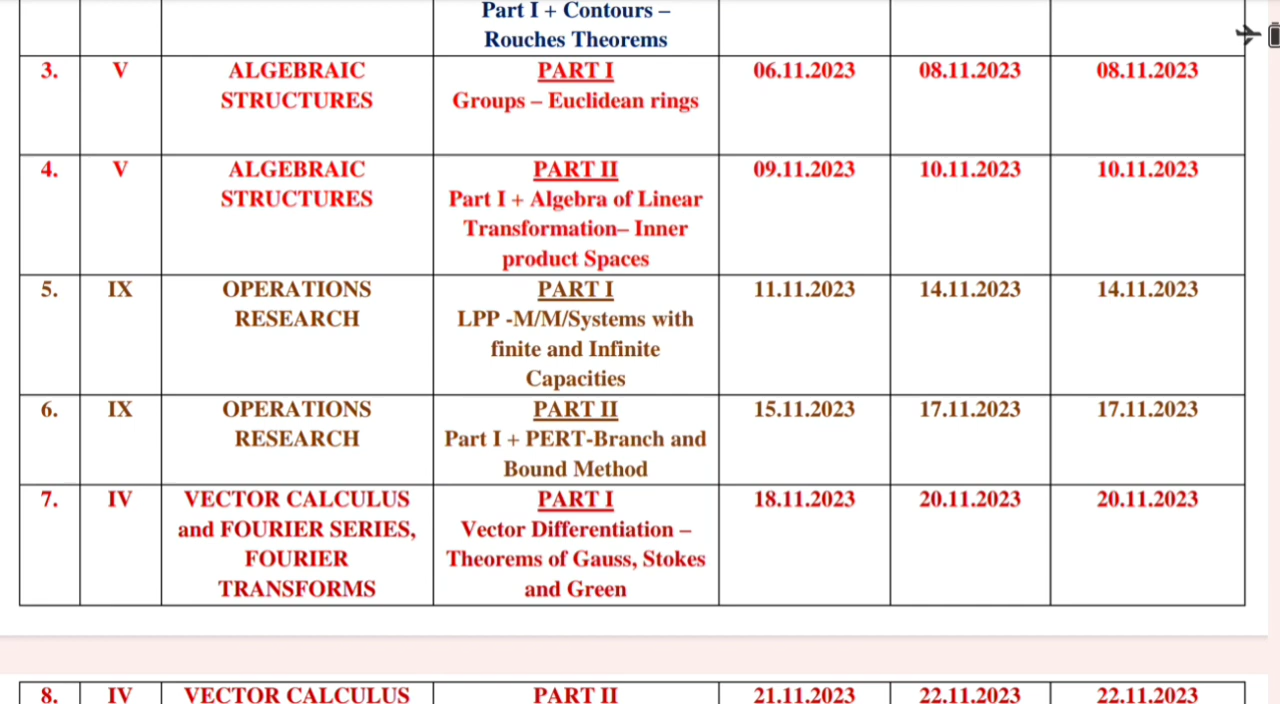 Part I + Contours –
Rouches Theorems
3. V ALGEBRAIC STRUCTURES PART I 06.11.2023 08.11.2023 08.11.2023
Groups – Euclidean rings
4. V ALGEBRAIC STRUCTURES PART II 09.11.2023 10.11.2023 10.11.2023
Part I + Algebra of Linear
Transformation– Inner
product Spaces
5. IX OPERATIONS RESEARCH PART I 11.11.2023 14.11.2023 14.11.2023
LPP -M/M/Systems with
finite and Infinite
Capacities
6. IX OPERATIONS RESEARCH PART II 15.11.2023 17.11.2023 17.11.2023
Part I + PERT-Branch and
Bound Method
7. IV VECTOR CALCULUS PART I 18.11.2023 20.11.2023 20.11.2023
and FOURIER SERIES, Vector Differentiation –
FOURIER Theorems of Gauss, Stokes
TRANSFORMS and Green
8. IV VECTOR CALCULUS PART II 21.11.2023 22.11.2023 22.11.2023